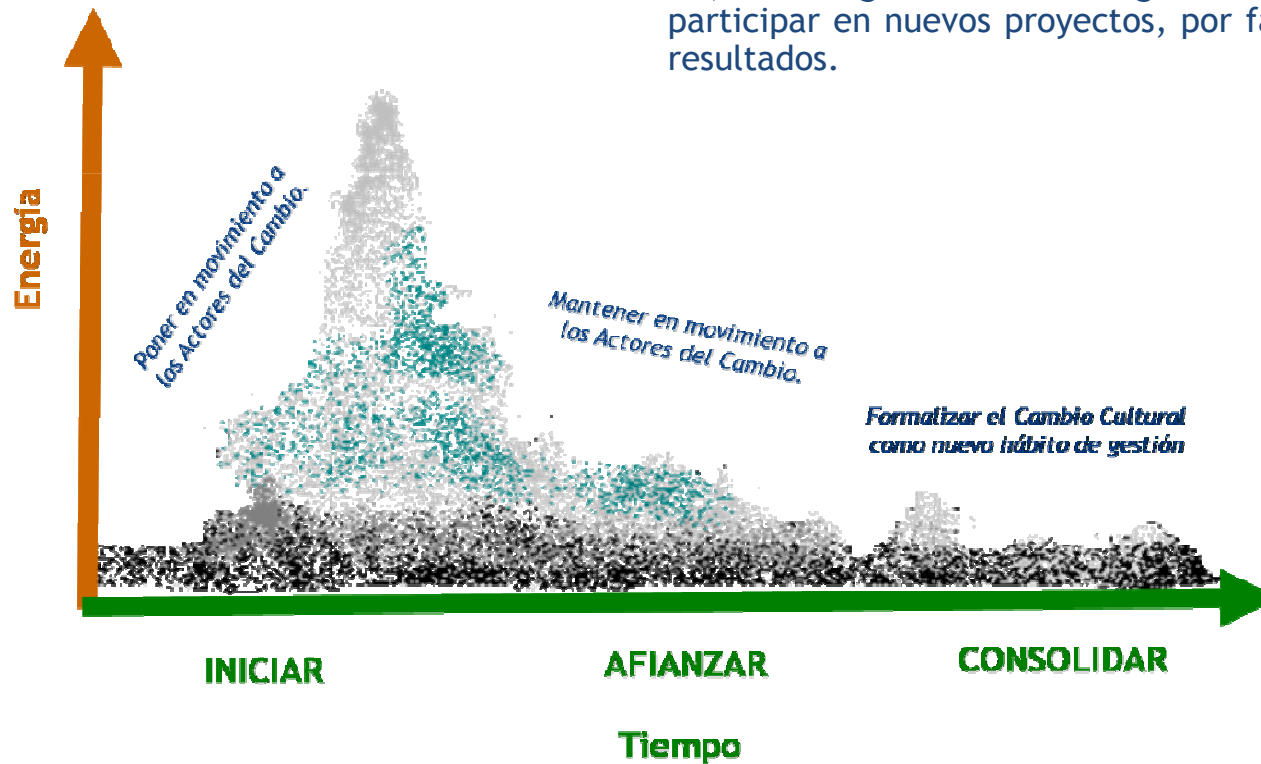 participar en nuevos proyectos, por
resultados.
Energía
Poner en movimiento a
los Actores del Cambio.
Mantener en movimiento a
los Actores del Cambio.
Formalizar el Cambio Cultural
como nuevo hábito de gestión
INICIAR
AFIANZAR
CONSOLIDAR
Tiempo